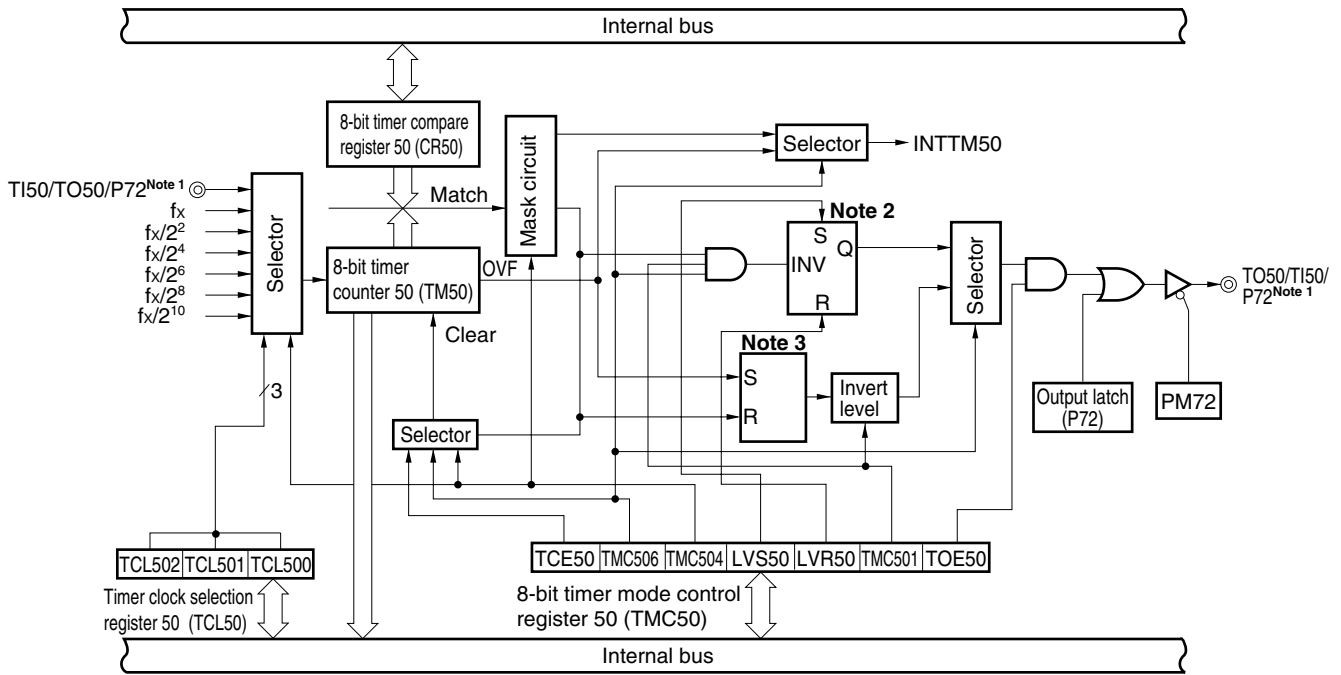 Internal bus
8-bit timer compare
register 50 (CR50)
Mask circuit
Selector
INTTM50
TI50/TO50/P72Note 1
fX
fX/2²
fX/2⁴
fX/2⁶
fX/2⁸
fX/2¹⁰
Selector
Match
8-bit timer
counter 50 (TM50)
OVF
Clear
Note 2
S
Q
INV
R
Selector
TO50/TI50/
P72Note 1
Note 3
S
R
Invert
level
Output latch
(P72)
PM72
3
Selector
TCL502 TCL501 TCL500
Timer clock selection
register 50 (TCL50)
TCE50 TMC506 TMC504 LVS50 LVR50 TMC501 TOE50
8-bit timer mode control
register 50 (TMC50)
Internal bus